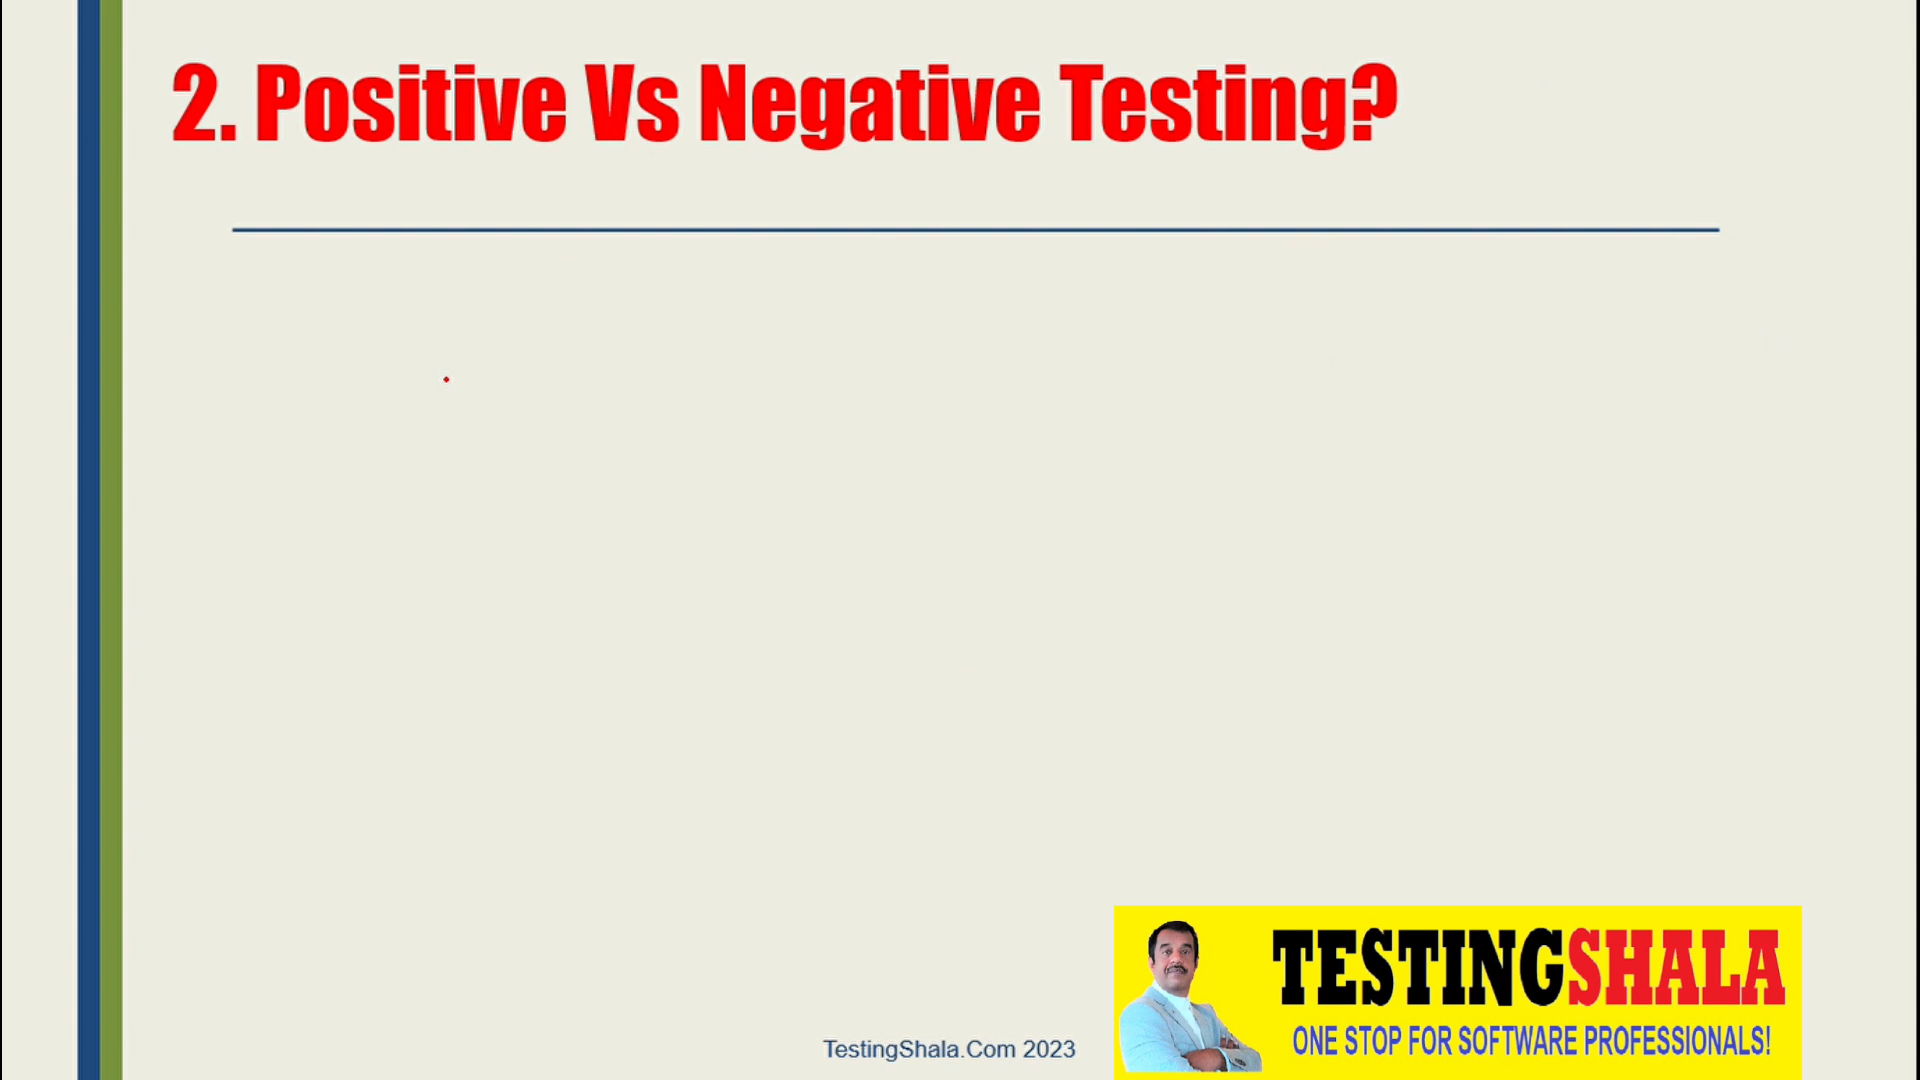 2. Positive Vs Negative Testing?
TESTINGSHALA
ONE STOP FOR SOFTWARE PROFESSIONALS!
TestingShala.Com 2023